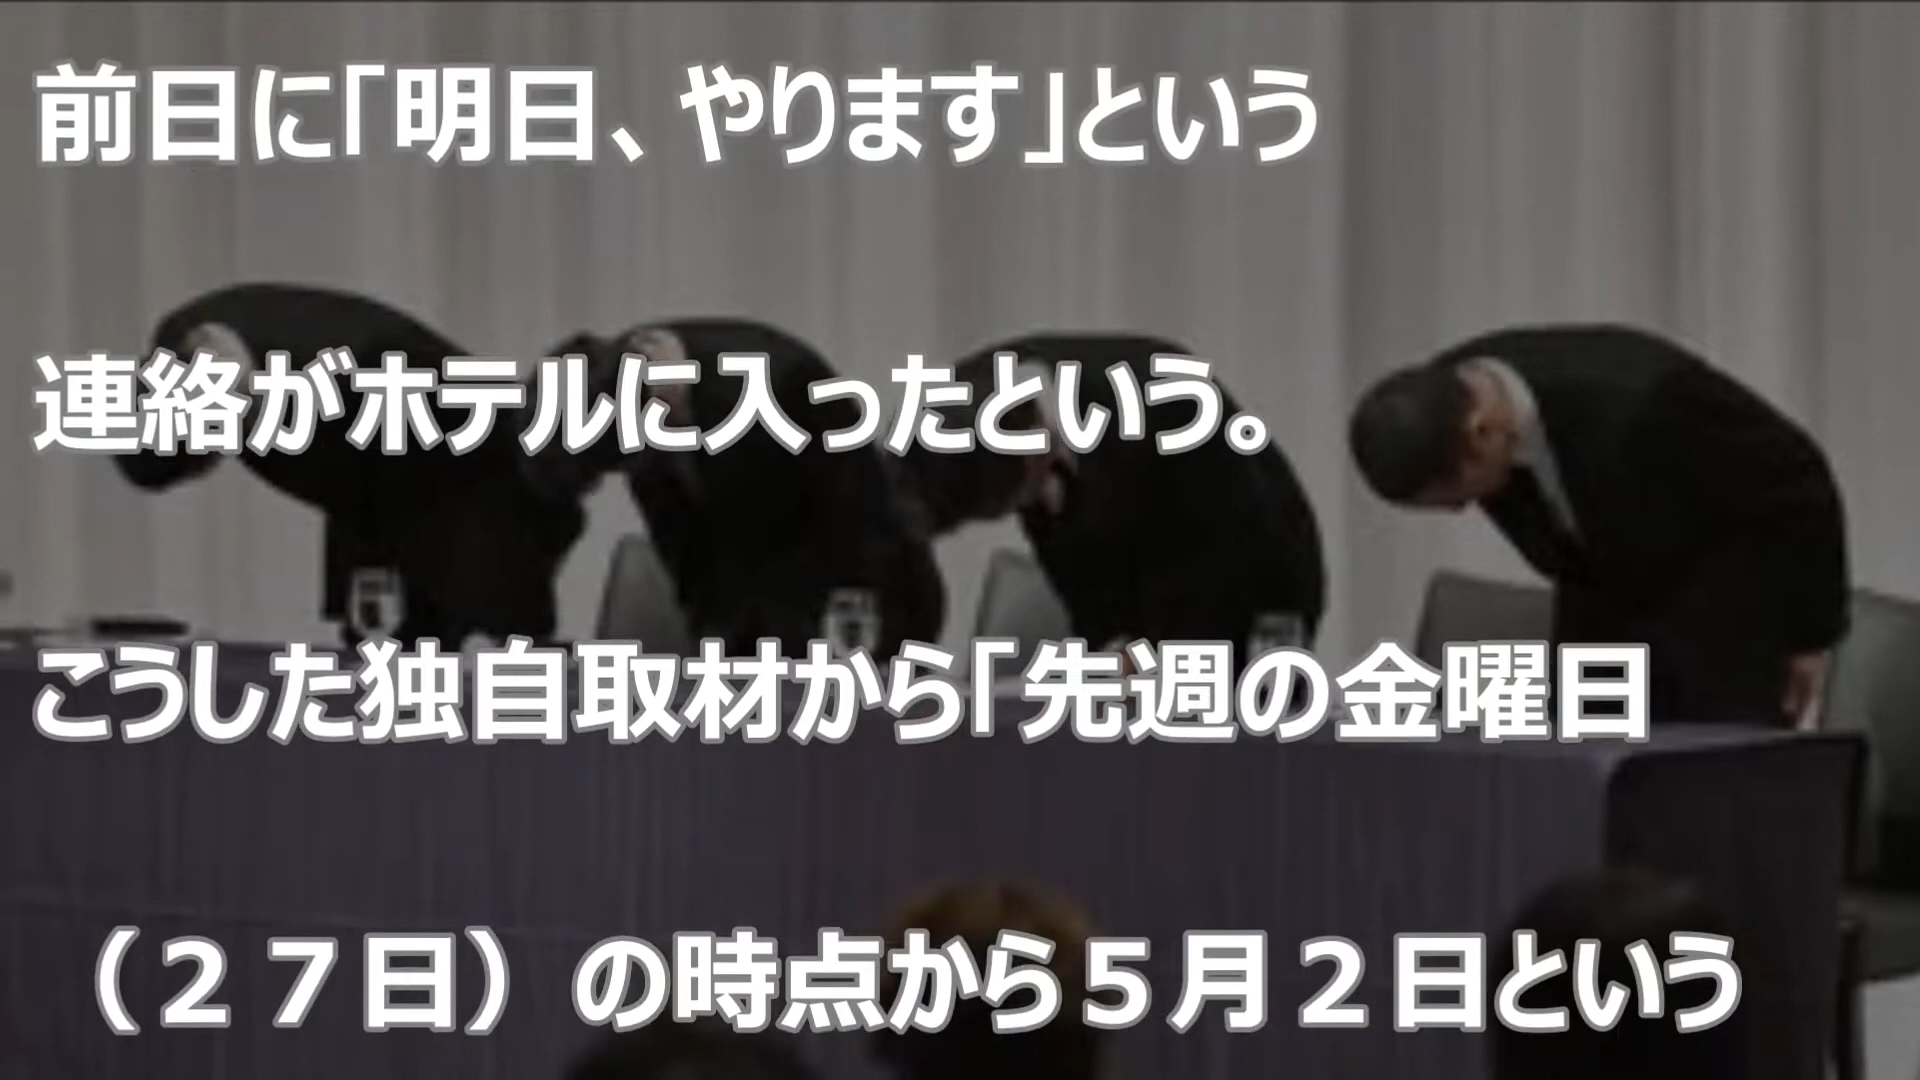 前日に「明日、やります」という
連絡がホテルに入ったという。
こうした独自取材から「先週の金曜日
（２７日）の時点から５月２日という